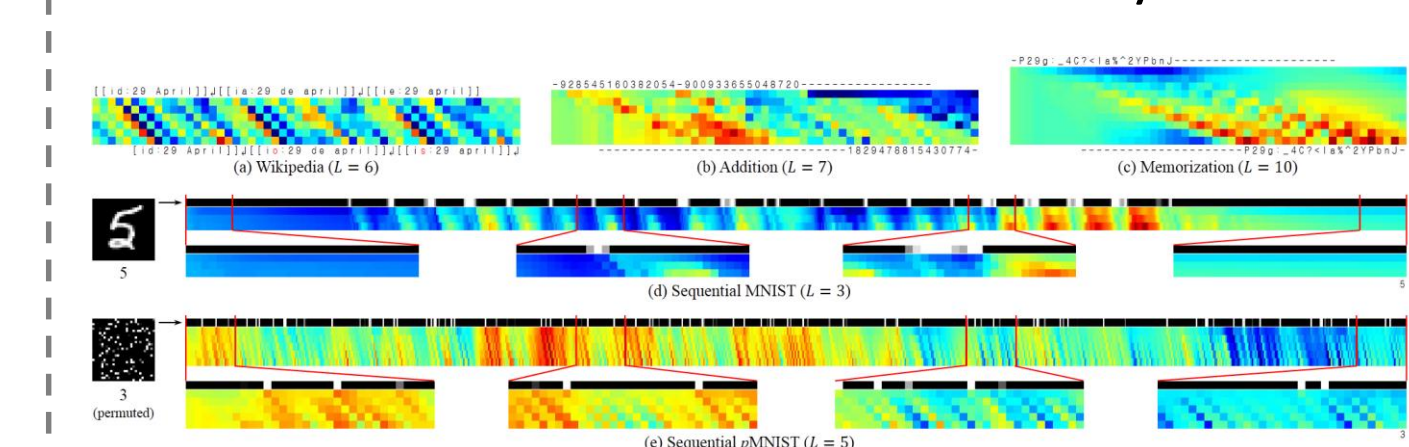 [[id:29 April]]↲[[ia:29 de april]]↲[[ie:29 april]]
[id:29 April]]↲[[io:29 de april]]↲[[is:29 april]]↲
(a) Wikipedia (L = 6)
-928545160382054-900933655048720-----------------
--------------------------------1829478815430774-
(b) Addition (L = 7)
-P29g:_4C?<la%^2YPbnJ---------------------
---------------------P29g:_4C?<la%^2YPbnJ-
(c) Memorization (L = 10)
5
5
(d) Sequential MNIST (L = 3)
3
(permuted)
3
(e) Sequential pMNIST (L = 5)